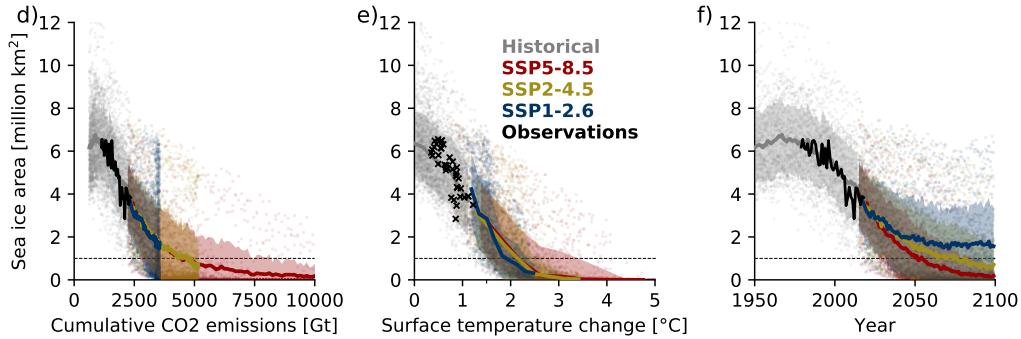 d)
Sea ice area [million km²]
12
10
8
6
4
2
0
0 2500 5000 7500 10000
Cumulative CO2 emissions [Gt]
e)
12
10
8
6
4
2
0
Historical
SSP5-8.5
SSP2-4.5
SSP1-2.6
Observations
0 1 2 3 4 5
Surface temperature change [°C]
f)
12
10
8
6
4
2
0
1950 2000 2050 2100
Year